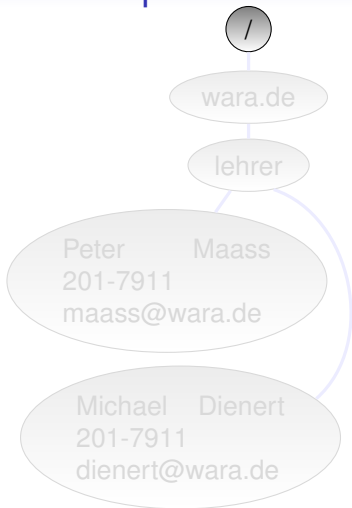 /
wara.de
lehrer
Peter Maass
201-7911
maass@wara.de
Michael Dienert
201-7911
dienert@wara.de